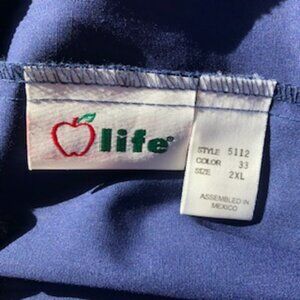 life®
STYLE 5112
COLOR 33
SIZE 2XL
ASSEMBLED IN
MEXICO